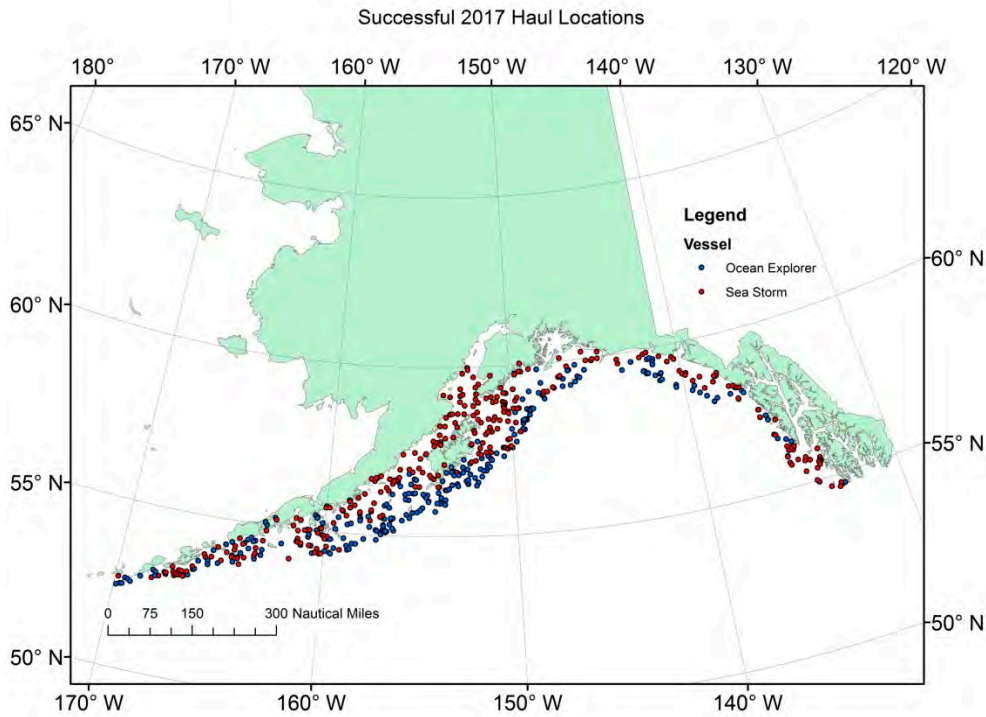 Successful 2017 Haul Locations
180° 170° W 160° W 150° W 140° W 130° W 120° W
65° N
60° N
55° N
50° N
60° N
55° N
50° N
Legend
Vessel
Ocean Explorer
Sea Storm
0 75 150 300 Nautical Miles
170° W 160° W 150° W 140° W